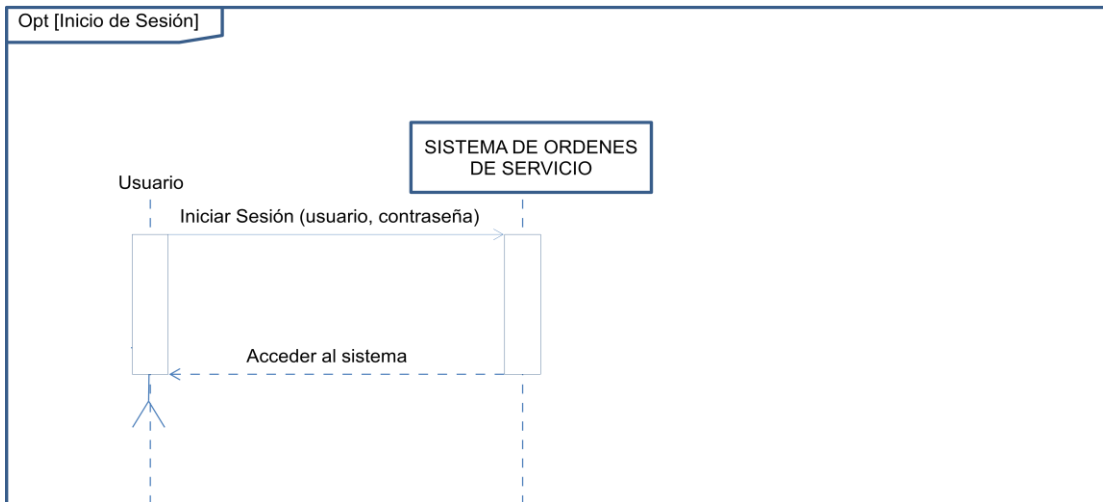 Opt [Inicio de Sesión]
SISTEMA DE ORDENES
DE SERVICIO
Usuario
Iniciar Sesión (usuario, contraseña)
Acceder al sistema